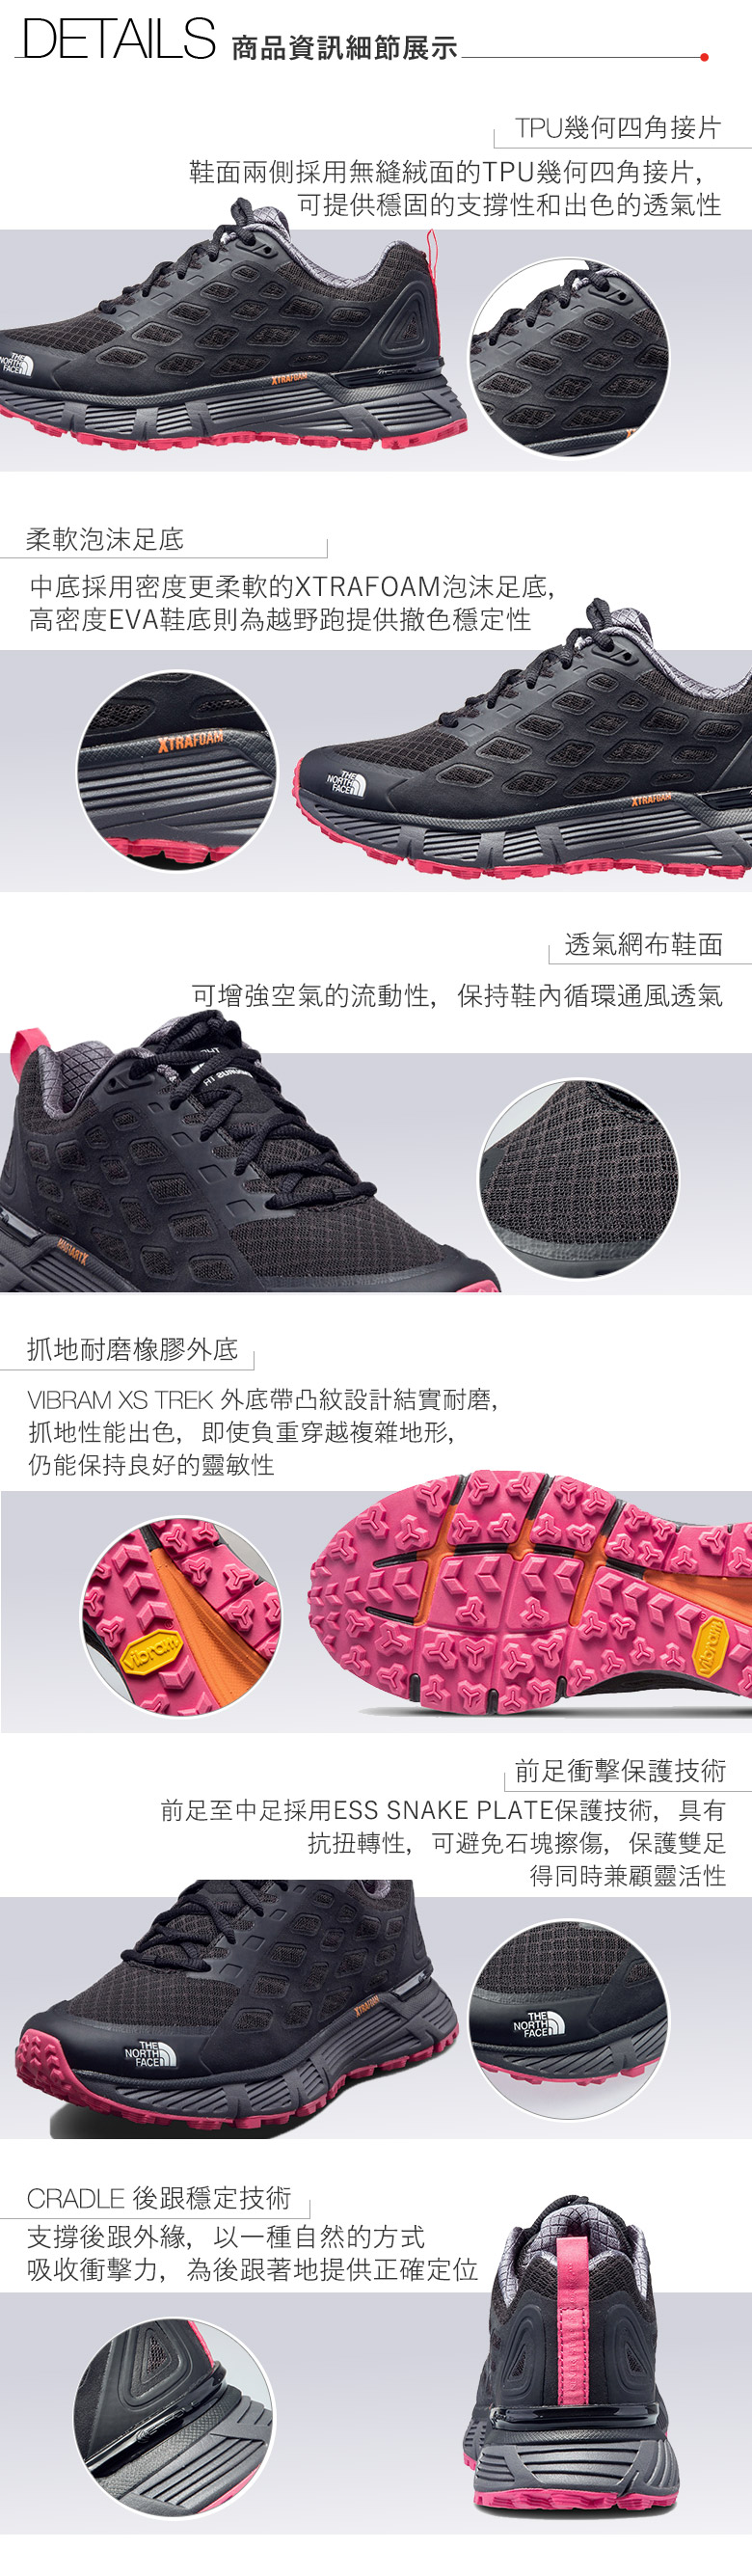 DETAILS 商品資訊細節展示
TPU幾何四角接片
鞋面兩側採用無縫絨面的TPU幾何四角接片，
可提供穩固的支撐性和出色的透氣性
THE
NORTH
FACE
XTRAFOAM
柔軟泡沫足底
中底採用密度更柔軟的XTRAFOAM泡沫足底，
高密度EVA鞋底則為越野跑提供撤色穩定性
XTRAFOAM
THE
NORTH
FACE
XTRAFOAM
透氣網布鞋面
可增強空氣的流動性，保持鞋內循環通風透氣
抓地耐磨橡膠外底
VIBRAM XS TREK 外底帶凸紋設計結實耐磨，
抓地性能出色，即使負重穿越複雜地形，
仍能保持良好的靈敏性
vibram
vibram
前足衝擊保護技術
前足至中足採用ESS SNAKE PLATE保護技術，具有
抗扭轉性，可避免石塊擦傷，保護雙足
得同時兼顧靈活性
XTRAFOAM
THE
NORTH
FACE
THE
NORTH
FACE
CRADLE 後跟穩定技術
支撐後跟外緣，以一種自然的方式
吸收衝擊力，為後跟著地提供正確定位